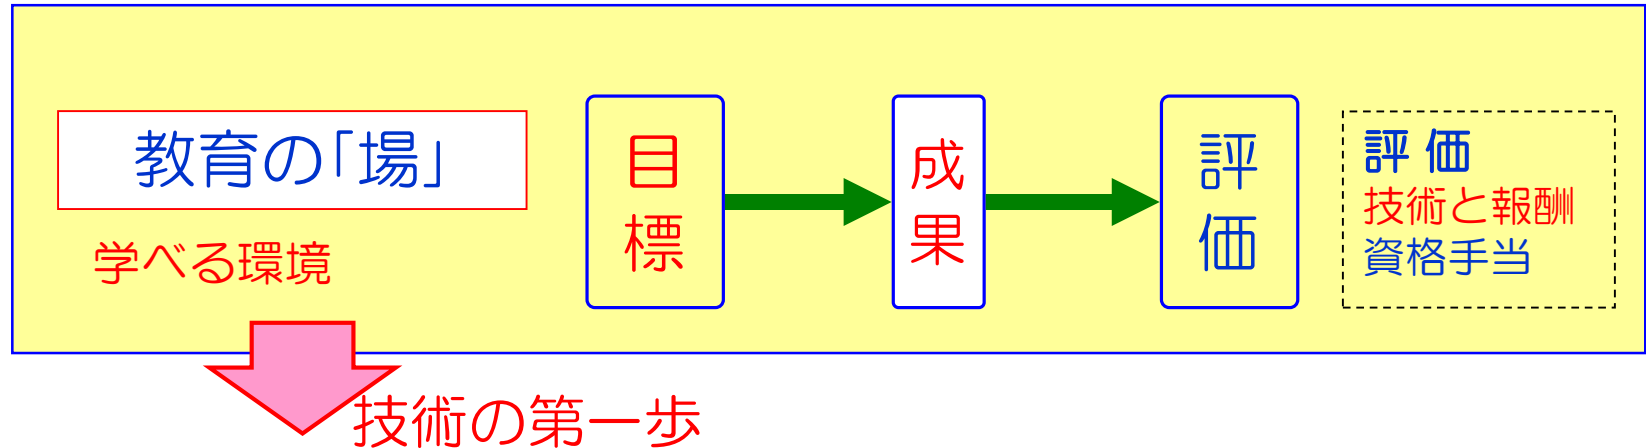 教育の「場」
学べる環境
目標
成果
評価
評価
技術と報酬
資格手当
技術の第一歩